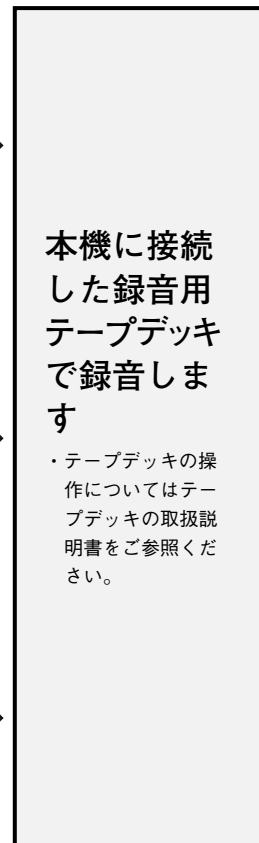 本機に接続
した録音用
テープデッキ
で録音しま
す
・テープデッキの操
作についてはテー
プデッキの取扱説
明書をご参照くだ
さい。